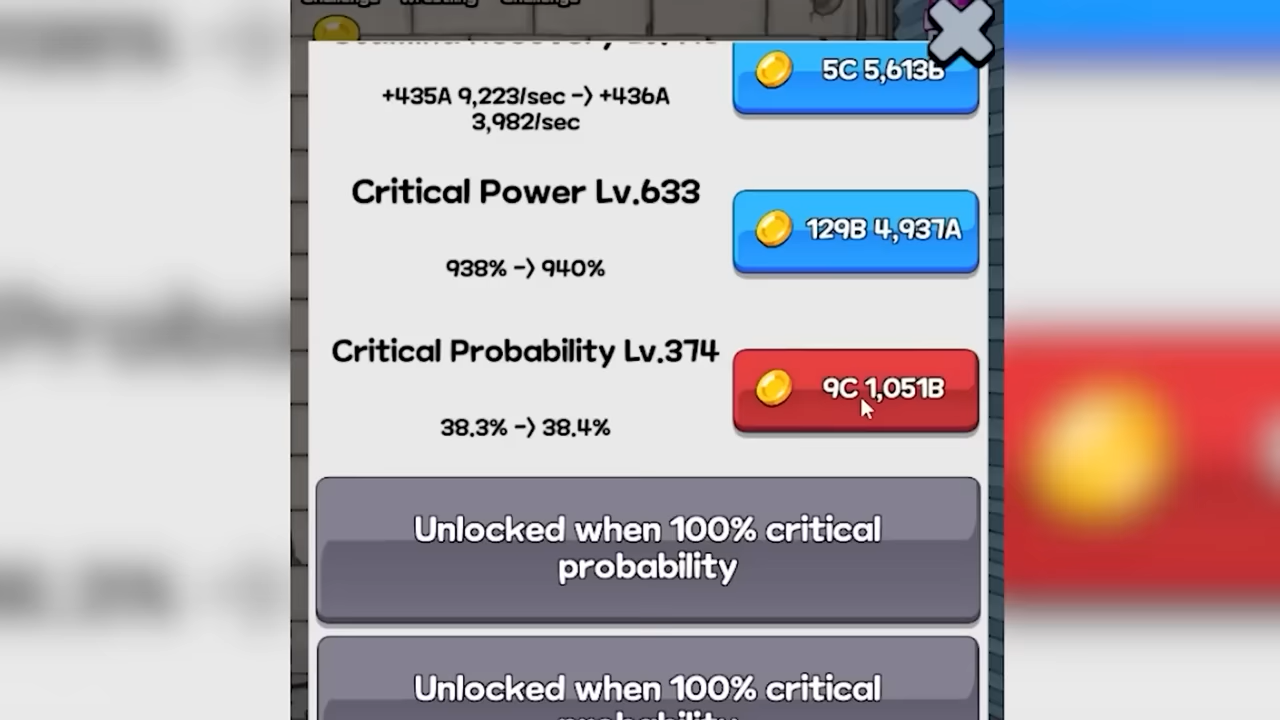 5C 5,613B
+435A 9,223/sec -> +436A
3,982/sec
Critical Power Lv.633
129B 4,937A
938% -> 940%
Critical Probability Lv.374
9C 1,051B
38.3% -> 38.4%
Unlocked when 100% critical
probability
Unlocked when 100% critical
probability